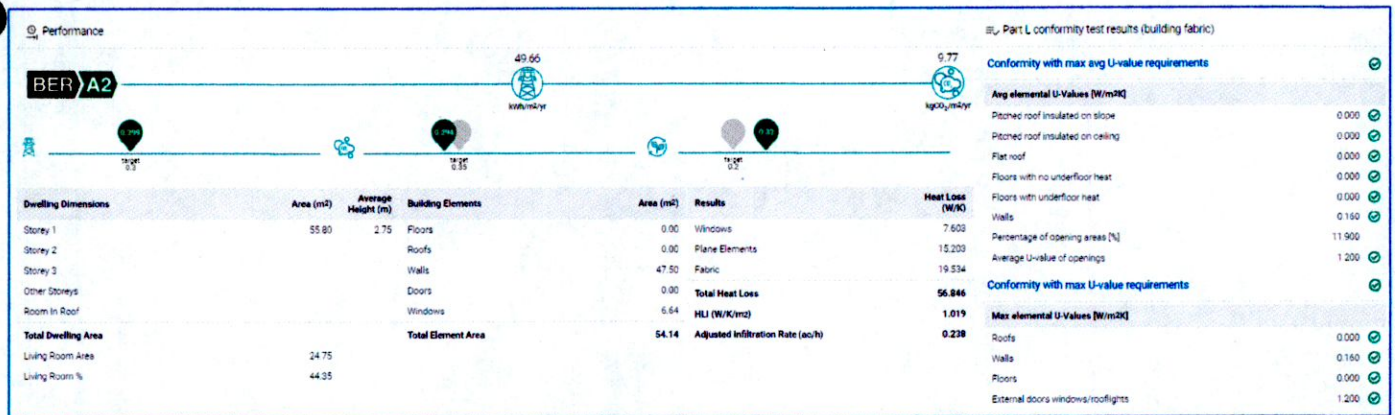 Performance
BER A2
49.66
kWh/m²/yr
9.77
kgCO₂/m²/yr
target
0.3
0.294
target
0.35
0.33
target
0.2
Dwelling Dimensions Area (m2) Average Height (m)
Storey 1 55.80 2.75
Storey 2
Storey 3
Other Storeys
Room In Roof
Total Dwelling Area
Living Room Area 24.75
Living Room % 44.35
Building Elements Area (m2)
Floors 0.00
Roofs 0.00
Walls 47.50
Doors 0.00
Windows 6.64
Total Element Area 54.14
Results Heat Loss (W/K)
Windows 7.603
Plane Elements 15.203
Fabric 19.534
Total Heat Loss 56.846
HLI (W/K/m2) 1.019
Adjusted Infiltration Rate (ac/h) 0.238
Part L conformity test results (building fabric)
Conformity with max avg U-value requirements
Avg elemental U-Values [W/m2K]
Pitched roof insulated on slope 0.000
Pitched roof insulated on ceiling 0.000
Flat roof 0.000
Floors with no underfloor heat 0.000
Floors with underfloor heat 0.000
Walls 0.160
Percentage of opening areas [%] 11.900
Average U-value of openings 1.200
Conformity with max U-value requirements
Max elemental U-Values [W/m2K]
Roofs 0.000
Walls 0.160
Floors 0.000
External doors windows/rooflights 1.200